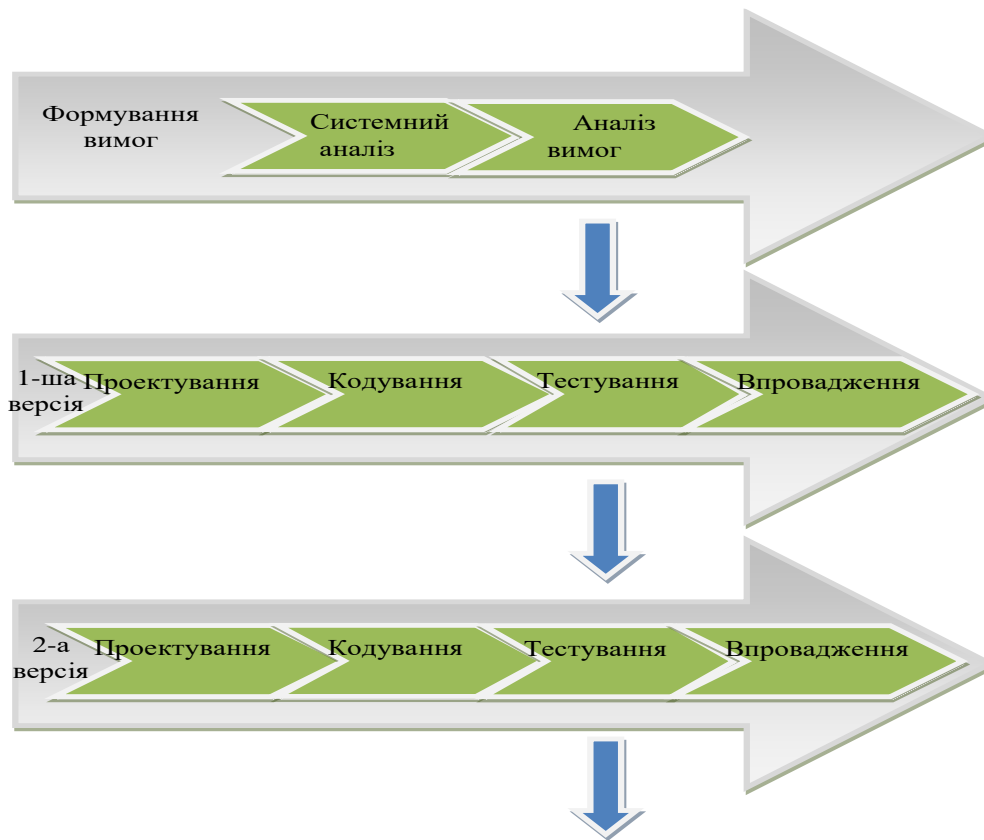 Формування
вимог
Системний
аналіз
Аналіз
вимог
1-ша
версія
Проектування
Кодування
Тестування
Впровадження
2-а
версія
Проектування
Кодування
Тестування
Впровадження